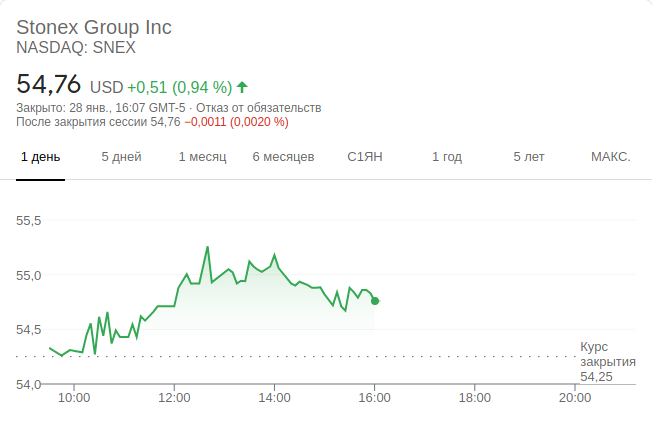 Stonex Group Inc
NASDAQ: SNEX
54,76 USD +0,51 (0,94 %)
Закрыто: 28 янв., 16:07 GMT-5 · Отказ от обязательств
После закрытия сессии 54,76 −0,0011 (0,0020 %)
1 день 5 дней 1 месяц 6 месяцев С1ЯН 1 год 5 лет МАКС.
55,5
55,0
54,5
Курс
закрытия
54,25
54,0
10:00 12:00 14:00 16:00 18:00 20:00